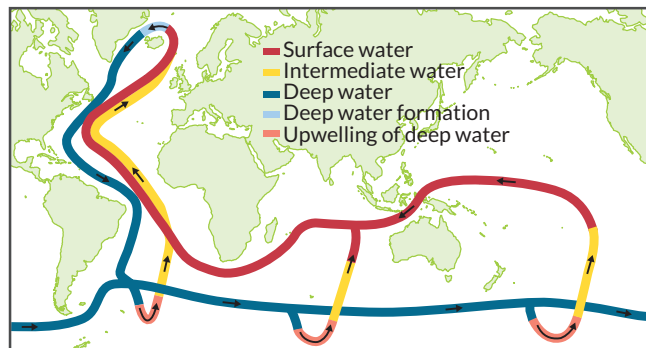 Surface water
Intermediate water
Deep water
Deep water formation
Upwelling of deep water